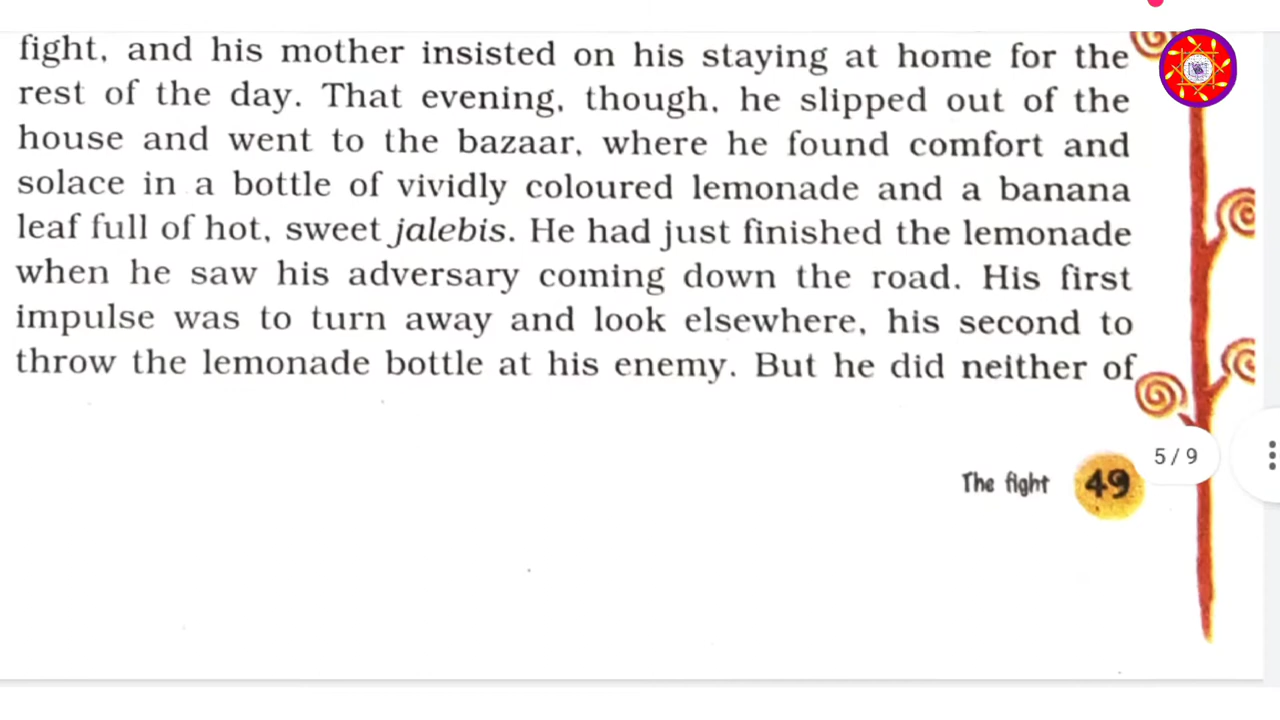 fight, and his mother insisted on his staying at home for the
rest of the day. That evening, though, he slipped out of the
house and went to the bazaar, where he found comfort and
solace in a bottle of vividly coloured lemonade and a banana
leaf full of hot, sweet jalebis. He had just finished the lemonade
when he saw his adversary coming down the road. His first
impulse was to turn away and look elsewhere, his second to
throw the lemonade bottle at his enemy. But he did neither of
5 / 9
The fight 49